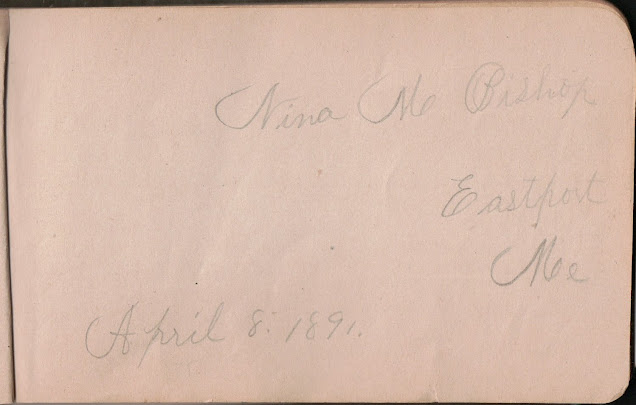 Nina M Bishop
Eastport
Me
April 8. 1891.